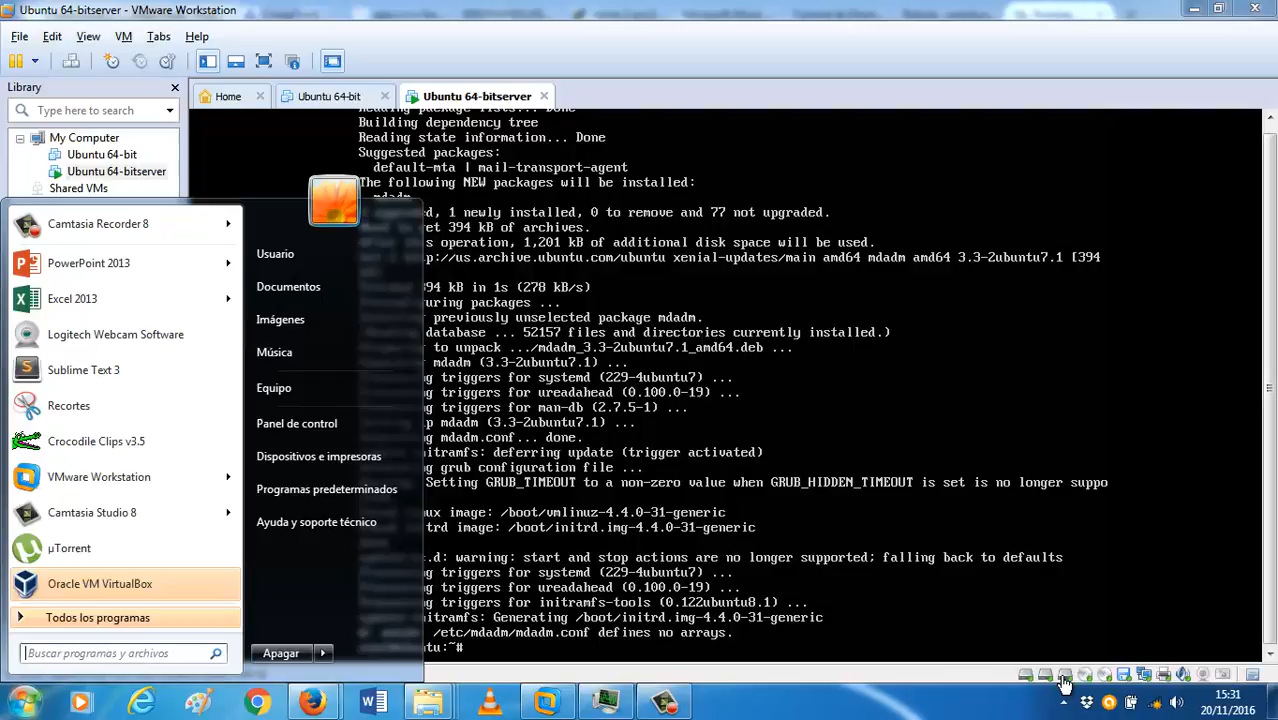 Ubuntu 64-bitserver - VMware Workstation
File Edit View VM Tabs Help
Library
Type here to search
My Computer
Ubuntu 64-bit
Ubuntu 64-bitserver
Shared VMs
Home
Ubuntu 64-bit
Ubuntu 64-bitserver
Reading package lists... Done
Building dependency tree
Reading state information... Done
Suggested packages:
default-mta | mail-transport-agent
The following NEW packages will be installed:
mdadm
, 1 newly installed, 0 to remove and 77 not upgraded.
394 kB of archives.
s operation, 1,201 kB of additional disk space will be used.
p://us.archive.ubuntu.com/ubuntu xenial-updates/main amd64 mdadm amd64 3.3-2ubuntu7.1 [394
94 kB in 1s (278 kB/s)
uring packages ...
previously unselected package mdadm.
database ... 52157 files and directories currently installed.)
to unpack .../mdadm_3.3-2ubuntu7.1_amd64.deb ...
mdadm (3.3-2ubuntu7.1) ...
g triggers for systemd (229-4ubuntu7) ...
g triggers for ureadahead (0.100.0-19) ...
g triggers for man-db (2.7.5-1) ...
p mdadm (3.3-2ubuntu7.1) ...
ng mdadm.conf... done.
nitramfs: deferring update (trigger activated)
ng grub configuration file ...
Setting GRUB_TIMEOUT to a non-zero value when GRUB_HIDDEN_TIMEOUT is set is no longer suppo
nux image: /boot/vmlinuz-4.4.0-31-generic
trd image: /boot/initrd.img-4.4.0-31-generic
.d: warning: start and stop actions are no longer supported; falling back to defaults
triggers for systemd (229-4ubuntu7) ...
triggers for ureadahead (0.100.0-19) ...
triggers for initramfs-tools (0.122ubuntu8.1) ...
nitramfs: Generating /boot/initrd.img-4.4.0-31-generic
/etc/mdadm/mdadm.conf defines no arrays.
ntu:~#
Camtasia Recorder 8
PowerPoint 2013
Excel 2013
Logitech Webcam Software
Sublime Text 3
Recortes
Crocodile Clips v3.5
VMware Workstation
Camtasia Studio 8
µTorrent
Oracle VM VirtualBox
Todos los programas
Buscar programas y archivos
Usuario
Documentos
Imágenes
Música
Equipo
Panel de control
Dispositivos e impresoras
Programas predeterminados
Ayuda y soporte técnico
Apagar
15:31
20/11/2016